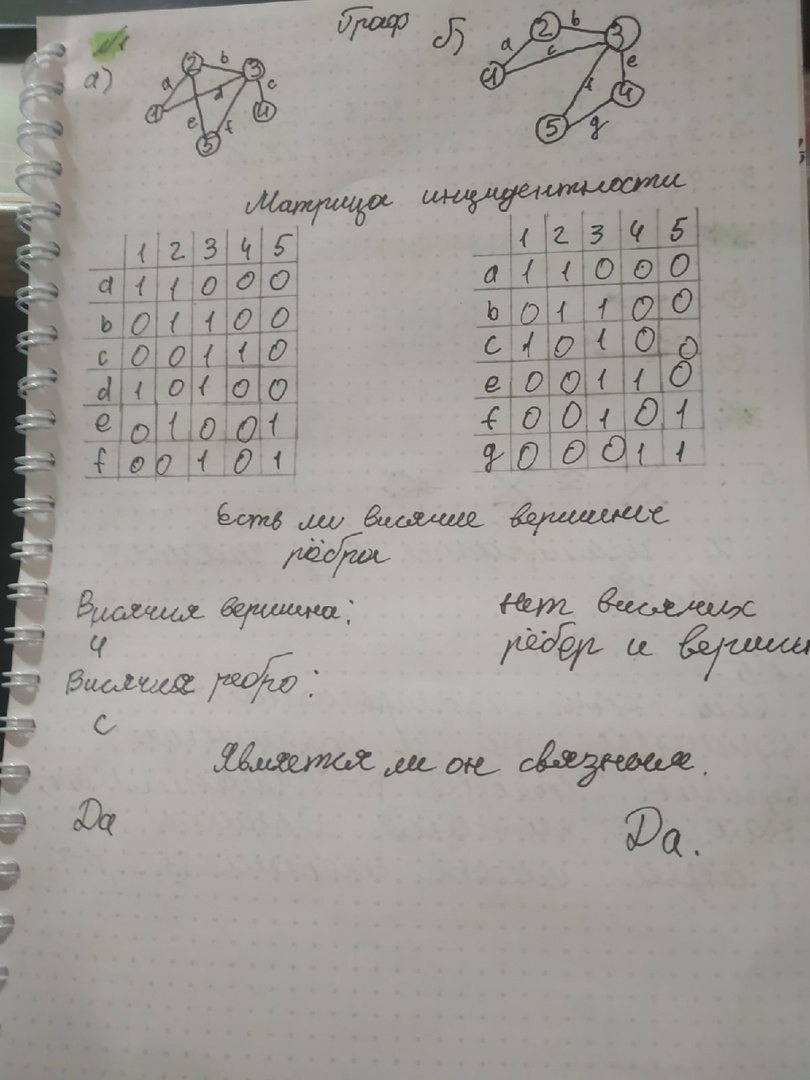 №1
Граф
а)
б)
2 b 3
a d c
1 e f 4
5
2 b 3
a c e
1 f 4
5 g
Матрица инцидентности
1 2 3 4 5
a 1 1 0 0 0
b 0 1 1 0 0
c 0 0 1 1 0
d 1 0 1 0 0
e 0 1 0 0 1
f 0 0 1 0 1
1 2 3 4 5
a 1 1 0 0 0
b 0 1 1 0 0
c 1 0 1 0 0
e 0 0 1 1 0
f 0 0 1 0 1
g 0 0 0 1 1
Есть ли висячие вершинные
рёбра
Висячия вершина:
4
Висячия ребро:
c
нет висячих
рёбер и вершин
Является ли он связным.
Да
Да.